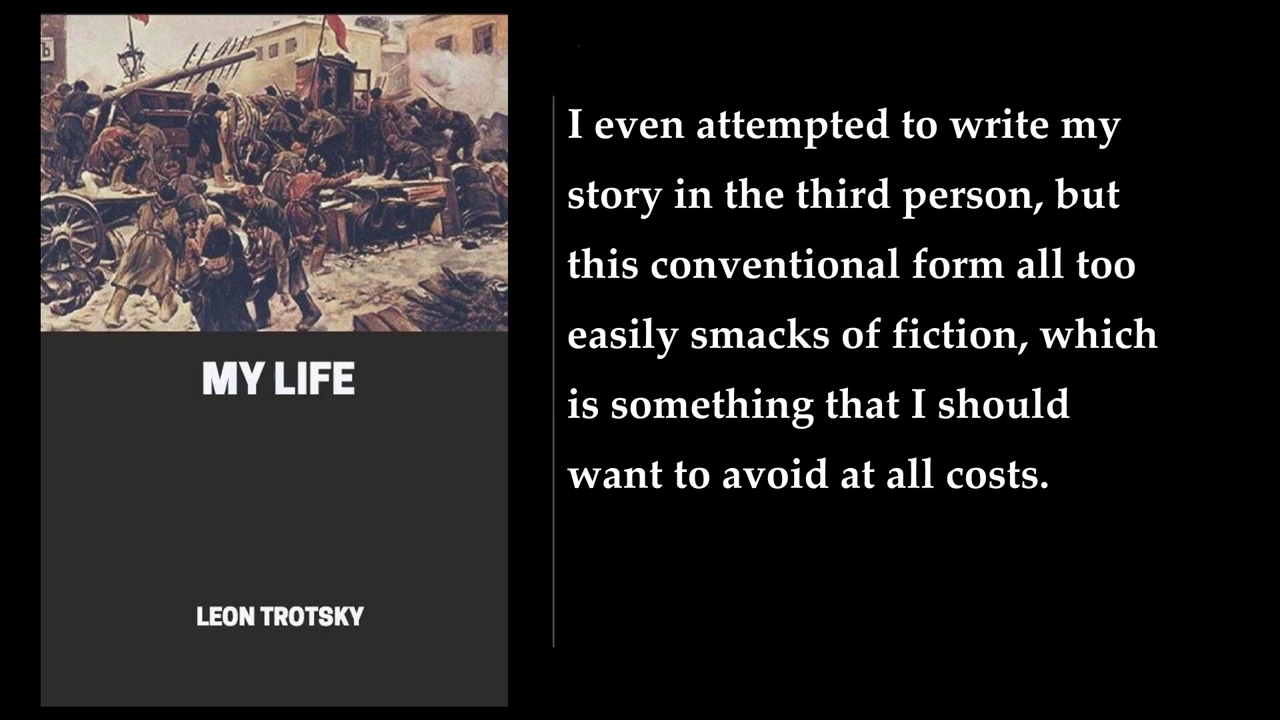 MY LIFE
LEON TROTSKY
I even attempted to write my
story in the third person, but
this conventional form all too
easily smacks of fiction, which
is something that I should
want to avoid at all costs.